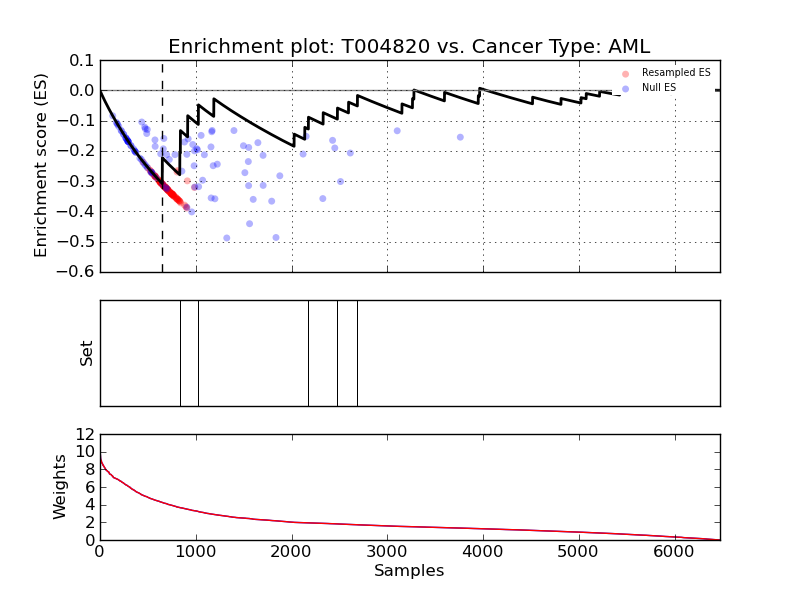 Enrichment plot: T004820 vs. Cancer Type: AML
Enrichment score (ES)
0.1
0.0
−0.1
−0.2
−0.3
−0.4
−0.5
−0.6
Resampled ES
Null ES
Set
Weights
12
10
8
6
4
2
0
0 1000 2000 3000 4000 5000 6000
Samples